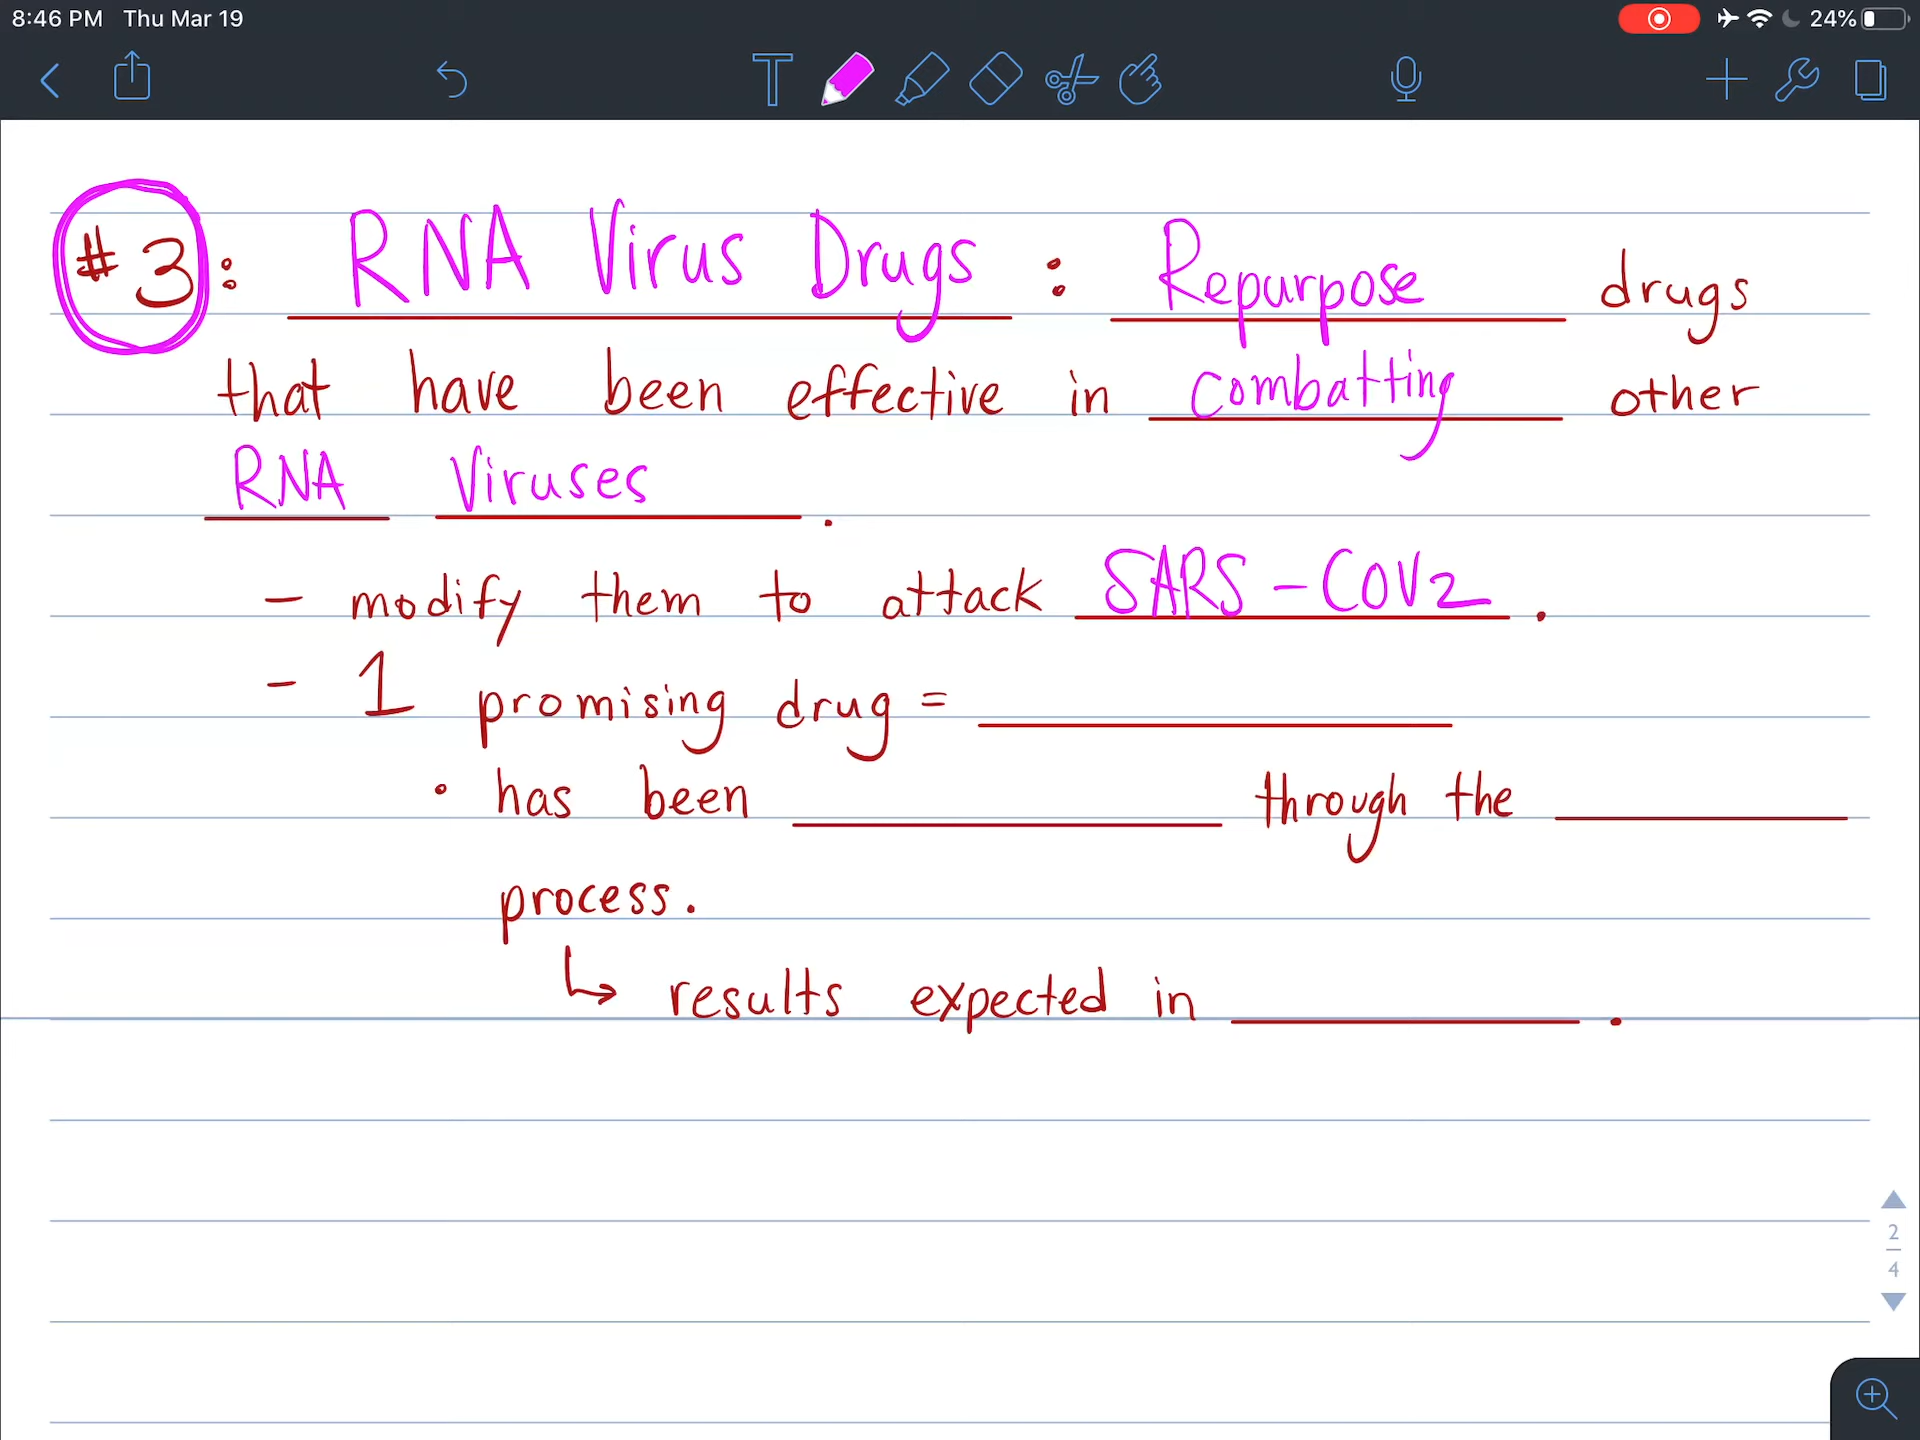 8:46 PM Thu Mar 19 24%
T
#3: RNA Virus Drugs : Repurpose drugs
that have been effective in combatting other
RNA Viruses .
- modify them to attack SARS-COV2 .
- 1 promising drug =
• has been through the
process.
↳ results expected in .
2
4